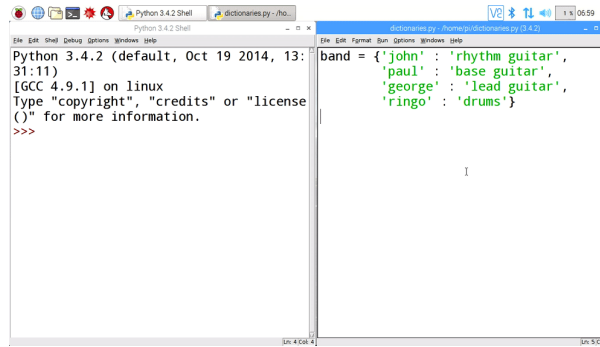 Python 3.4.2 Shell
dictionaries.py - /ho...
V2
1 %
06:59
Python 3.4.2 Shell
File Edit Shell Debug Options Windows Help
Python 3.4.2 (default, Oct 19 2014, 13:
31:11)
[GCC 4.9.1] on linux
Type "copyright", "credits" or "license
()" for more information.
>>>
Ln: 4 Col: 4
dictionaries.py - /home/pi/dictionaries.py (3.4.2)
File Edit Format Run Options Windows Help
band = {'john' : 'rhythm guitar',
'paul' : 'base guitar',
'george' : 'lead guitar',
'ringo' : 'drums'}
Ln: 5 C